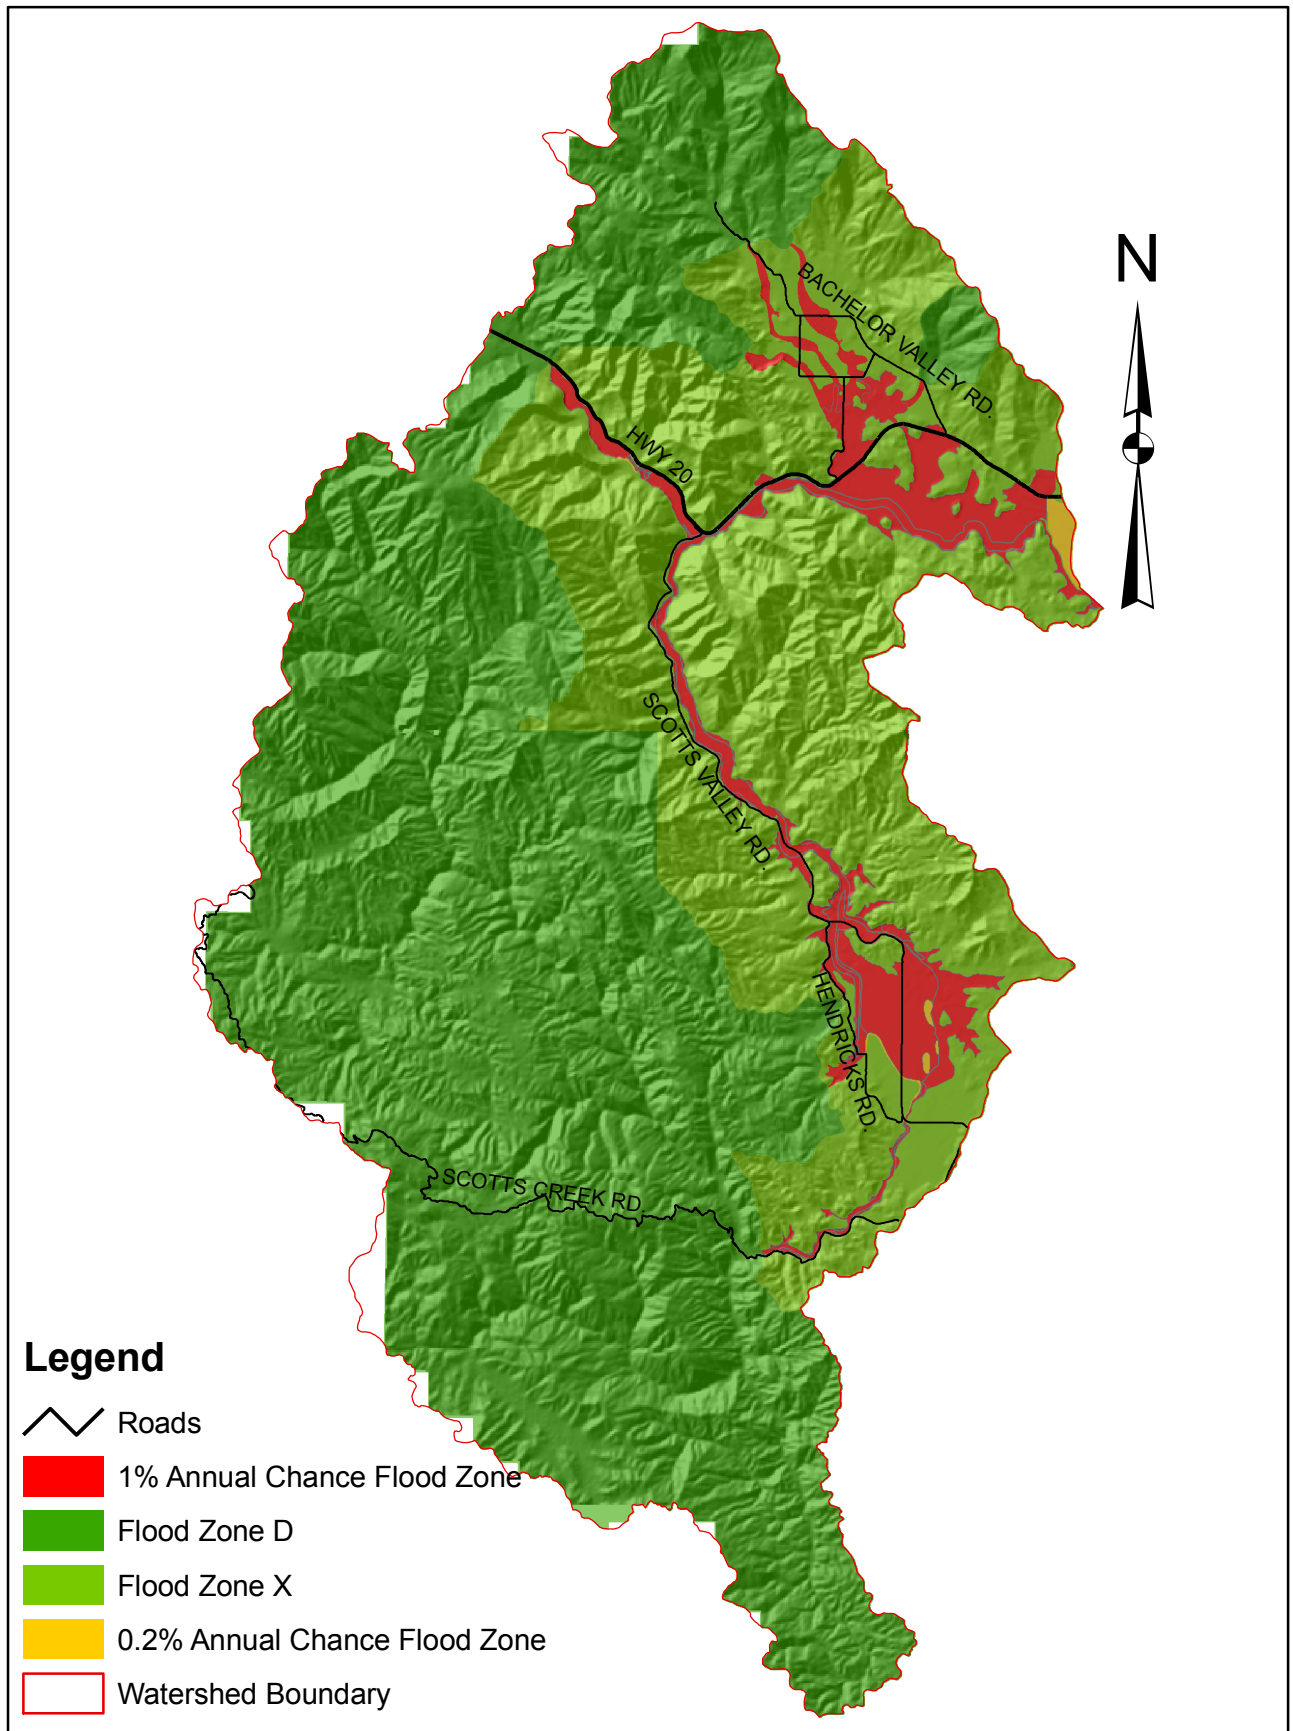 N
BACHELOR VALLEY RD.
HWY 20
SCOTTS VALLEY RD.
HENDRICKS RD.
SCOTTS CREEK RD.
Legend
Roads
1% Annual Chance Flood Zone
Flood Zone D
Flood Zone X
0.2% Annual Chance Flood Zone
Watershed Boundary